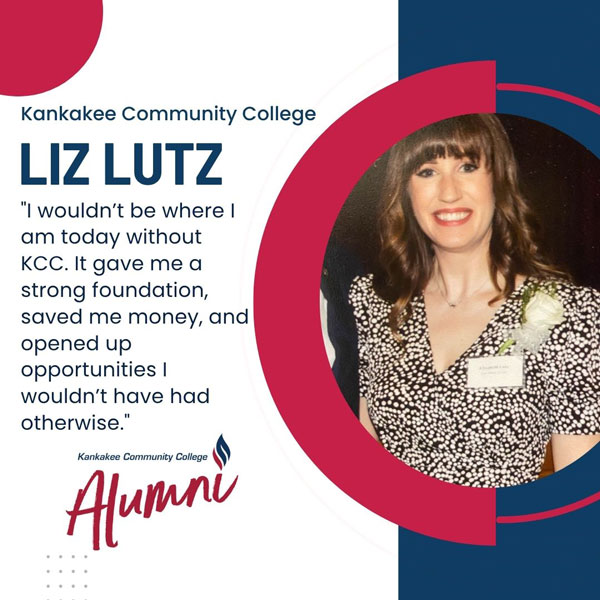 Kankakee Community College
LIZ LUTZ
"I wouldn’t be where I
am today without
KCC. It gave me a
strong foundation,
saved me money, and
opened up
opportunities I
wouldn’t have had
otherwise."
Kankakee Community College
Alumni